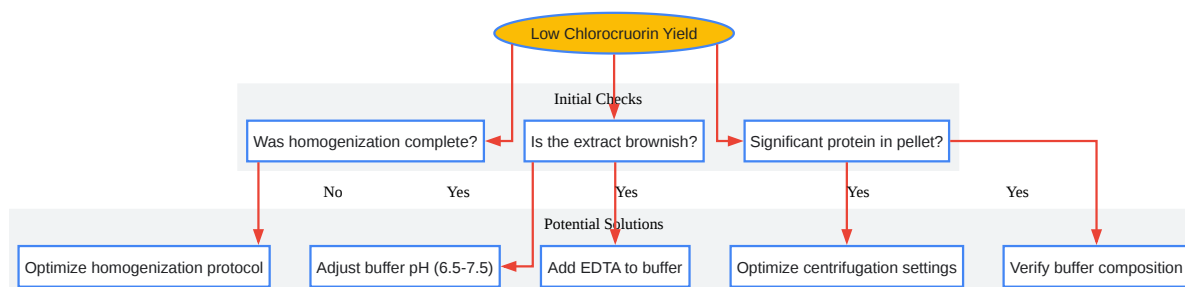 Low Chlorocruorin Yield
Initial Checks
Was homogenization complete?
Is the extract brownish?
Significant protein in pellet?
No
Yes
Yes
Yes
Yes
Potential Solutions
Optimize homogenization protocol
Adjust buffer pH (6.5-7.5)
Add EDTA to buffer
Optimize centrifugation settings
Verify buffer composition